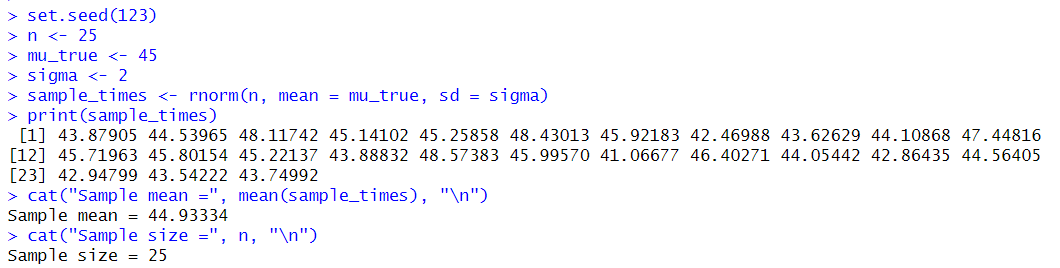 > set.seed(123)
> n <- 25
> mu_true <- 45
> sigma <- 2
> sample_times <- rnorm(n, mean = mu_true, sd = sigma)
> print(sample_times)
 [1] 43.87905 44.53965 48.11742 45.14102 45.25858 48.43013 45.92183 42.46988 43.62629 44.10868 47.44816
[12] 45.71963 45.80154 45.22137 43.88832 48.57383 45.99570 41.06677 46.40271 44.05442 42.86435 44.56405
[23] 42.94799 43.54222 43.74992
> cat("Sample mean =", mean(sample_times), "\n")
Sample mean = 44.93334
> cat("Sample size =", n, "\n")
Sample size = 25